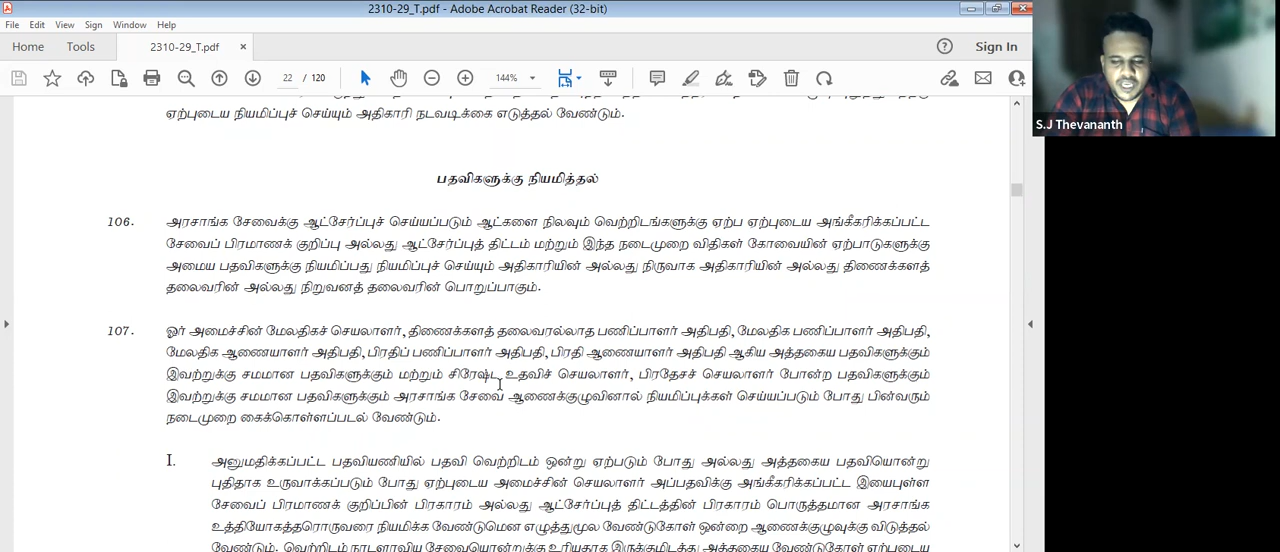 2310-29_T.pdf - Adobe Acrobat Reader (32-bit)
File Edit View Sign Window Help
Home Tools 2310-29_T.pdf × Sign In
22 / 120 144%
S.J Thevananth
ஏற்புடைய நியமிப்புச் செய்யும் அதிகாரி நடவடிக்கை எடுத்தல் வேண்டும்.
பதவிகளுக்கு நியமித்தல்
106. அரசாங்க சேவைக்கு ஆட்சேர்ப்புச் செய்யப்படும் ஆட்களை நிலவும் வெற்றிடங்களுக்கு ஏற்ப ஏற்புடைய அங்கீகரிக்கப்பட்ட
சேவைப் பிரமாணக் குறிப்பு அல்லது ஆட்சேர்ப்புத் திட்டம் மற்றும் இந்த நடைமுறை விதிகள் கோவையின் ஏற்பாடுகளுக்கு
அமைய பதவிகளுக்கு நியமிப்பது நியமிப்புச் செய்யும் அதிகாரியின் அல்லது நிருவாக அதிகாரியின் அல்லது திணைக்களத்
தலைவரின் அல்லது நிறுவனத் தலைவரின் பொறுப்பாகும்.
107. ஓர் அமைச்சின் மேலதிகச் செயலாளர், திணைக்களத் தலைவரல்லாத பணிப்பாளர் அதிபதி, மேலதிக பணிப்பாளர் அதிபதி,
மேலதிக ஆணையாளர் அதிபதி, பிரதிப் பணிப்பாளர் அதிபதி, பிரதி ஆணையாளர் அதிபதி ஆகிய அத்தகைய பதவிகளுக்கும்
இவற்றுக்கு சமமான பதவிகளுக்கும் மற்றும் சிரேஷ்ட உதவிச் செயலாளர், பிரதேசச் செயலாளர் போன்ற பதவிகளுக்கும்
இவற்றுக்கு சமமான பதவிகளுக்கும் அரசாங்க சேவை ஆணைக்குழுவினால் நியமிப்புக்கள் செய்யப்படும் போது பின்வரும்
நடைமுறை கைக்கொள்ளப்படல் வேண்டும்.
I. அனுமதிக்கப்பட்ட பதவியணியில் பதவி வெற்றிடம் ஒன்று ஏற்படும் போது அல்லது அத்தகைய பதவியொன்று
புதிதாக உருவாக்கப்படும் போது ஏற்புடைய அமைச்சின் செயலாளர் அப்பதவிக்கு அங்கீகரிக்கப்பட்ட இயைபுள்ள
சேவைப் பிரமாணக் குறிப்பின் பிரகாரம் அல்லது ஆட்சேர்ப்புத் திட்டத்தின் பிரகாரம் பொருத்தமான அரசாங்க
உத்தியோகத்தரொருவரை நியமிக்க வேண்டுமென எழுத்துமூல வேண்டுகோள் ஒன்றை ஆணைக்குழுவுக்கு விடுத்தல்
வேண்டும். வெற்றிடம் நாடளாவிய சேவையொன்றுக்கு உரியதாக இருக்குமிடத்து அத்தகைய வேண்டுகோள் ஏற்புடைய